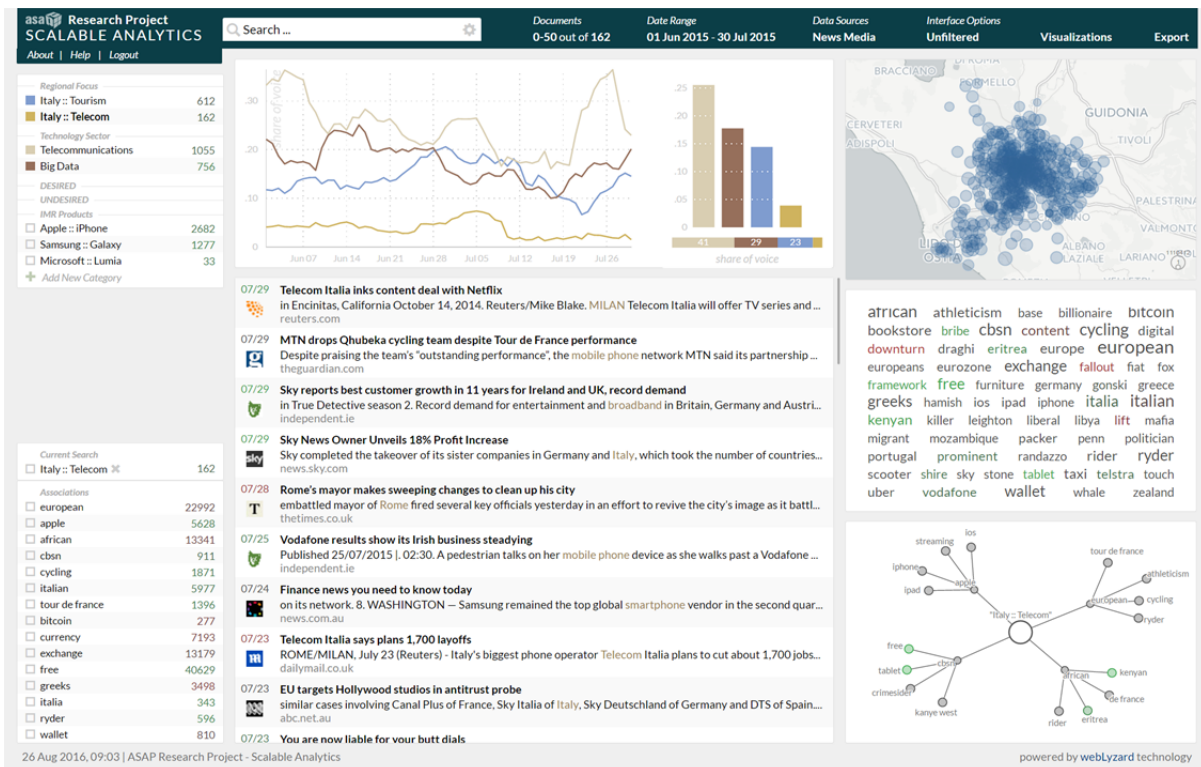 asap Research Project
SCALABLE ANALYTICS
About | Help | Logout
Search ...
Documents
0-50 out of 162
Date Range
01 Jun 2015 - 30 Jul 2015
Data Sources
News Media
Interface Options
Unfiltered
Visualizations
Export
Regional Focus
Italy :: Tourism 612
Italy :: Telecom 162
Technology Sector
Telecommunications 1055
Big Data 756
DESIRED
UNDESIRED
IMR Products
Apple :: iPhone 2682
Samsung :: Galaxy 1277
Microsoft :: Lumia 33
Add New Category
Current Search
Italy :: Telecom 162
Associations
european 22992
apple 5628
african 13341
cbsn 911
cycling 1871
italian 5977
tour de france 1396
bitcoin 277
currency 7193
exchange 13179
free 40629
greeks 3498
italia 343
ryder 596
wallet 810
share of voice
.30
.20
.10
0
Jun 07 Jun 14 Jun 21 Jun 28 Jul 05 Jul 12 Jul 19 Jul 26
.25
.20
.15
.10
.05
0
41 29 23
share of voice
07/29 Telecom Italia inks content deal with Netflix
in Encinitas, California October 14, 2014. Reuters/Mike Blake. MILAN Telecom Italia will offer TV series and ...
reuters.com
07/29 MTN drops Qhubeka cycling team despite Tour de France performance
Despite praising the team's "outstanding performance", the mobile phone network MTN said its partnership ...
theguardian.com
07/29 Sky reports best customer growth in 11 years for Ireland and UK, record demand
in True Detective season 2. Record demand for entertainment and broadband in Britain, Germany and Austri...
independent.ie
07/29 Sky News Owner Unveils 18% Profit Increase
sky Sky completed the takeover of its sister companies in Germany and Italy, which took the number of countries...
news.sky.com
07/28 Rome's mayor makes sweeping changes to clean up his city
T embattled mayor of Rome fired several key officials yesterday in an effort to revive the city's image as it battl...
thetimes.co.uk
07/25 Vodafone results show its Irish business steadying
Published 25/07/2015 |. 02:30. A pedestrian talks on her mobile phone device as she walks past a Vodafone ...
independent.ie
07/24 Finance news you need to know today
on its network. 8. WASHINGTON — Samsung remained the top global smartphone vendor in the second quar...
news.com.au
07/23 Telecom Italia says plans 1,700 layoffs
m ROME/MILAN, July 23 (Reuters) - Italy's biggest phone operator Telecom Italia plans to cut about 1,700 jobs...
dailymail.co.uk
07/23 EU targets Hollywood studios in antitrust probe
similar cases involving Canal Plus of France, Sky Italia of Italy, Sky Deutschland of Germany and DTS of Spain....
abc.net.au
07/23 You are now liable for your butt dials
BRACCIANO
DI ROMA
FORMELLO
GUIDONIA
CERVETERI
TIVOLI
PALESTRINA
VALMONT
ALBANO
LAZIALE
LARIANO
african athleticism base billionaire bitcoin
bookstore bribe cbsn content cycling digital
downturn draghi eritrea europe european
europeans eurozone exchange fallout fiat fox
framework free furniture germany gonski greece
greeks hamish ios ipad iphone italia italian
kenyan killer leighton liberal libya lift mafia
migrant mozambique packer penn politician
portugal prominent randazzo rider ryder
scooter shire sky stone tablet taxi telstra touch
uber vodafone wallet whale zealand
ios
streaming
iphone
ipad
apple
tour de france
athleticism
european
cycling
ryder
"Italy :: Telecom"
free
tablet
cbsn
crimesider
kanye west
african
kenyan
de france
eritrea
rider
26 Aug 2016, 09:03 | ASAP Research Project - Scalable Analytics
powered by webLyzard technology